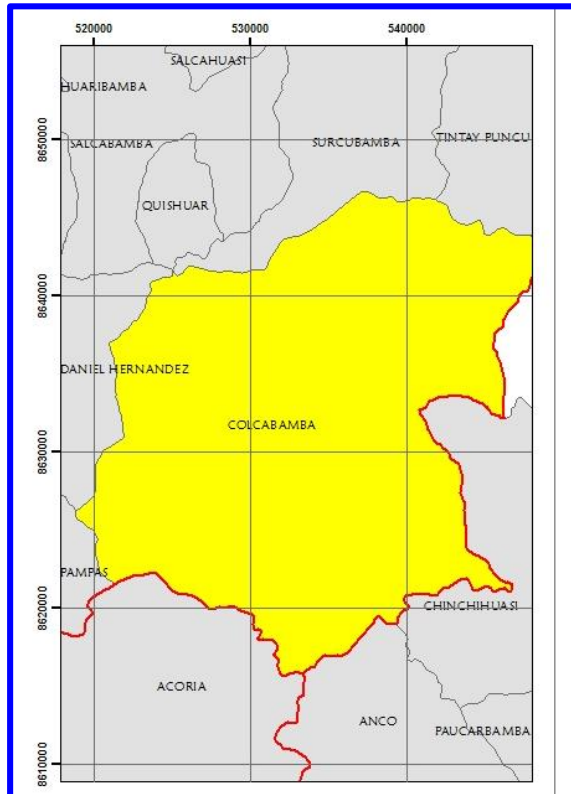 520000
530000
540000
SALCAHUASI
HUARIBAMBA
8650000
SALCABAMBA
SURCUBAMBA
TINTAY PUNCU
QUISHUAR
8640000
DANIEL HERNANDEZ
COLCABAMBA
8630000
PAMPAS
8620000
CHINCHIHUASI
ACORIA
ANCO
PAUCARBAMBA
8610000